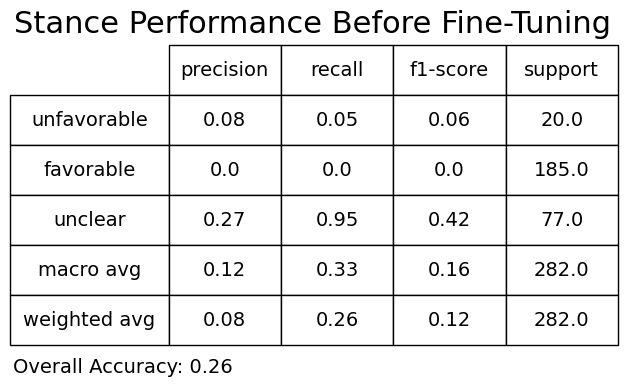 Stance Performance Before Fine-Tuning
precision recall f1-score support
unfavorable 0.08 0.05 0.06 20.0
favorable 0.0 0.0 0.0 185.0
unclear 0.27 0.95 0.42 77.0
macro avg 0.12 0.33 0.16 282.0
weighted avg 0.08 0.26 0.12 282.0
Overall Accuracy: 0.26